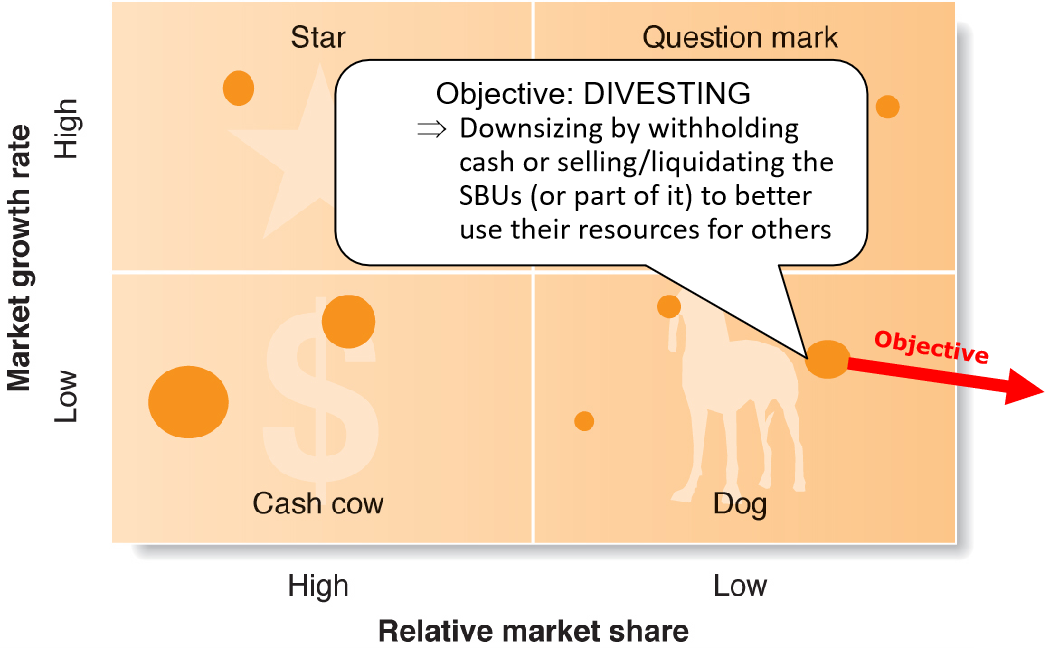 Star
Question mark
Objective: DIVESTING
⇒ Downsizing by withholding
cash or selling/liquidating the
SBUs (or part of it) to better
use their resources for others
Market growth rate
High
Low
Objective
Cash cow
Dog
High
Low
Relative market share